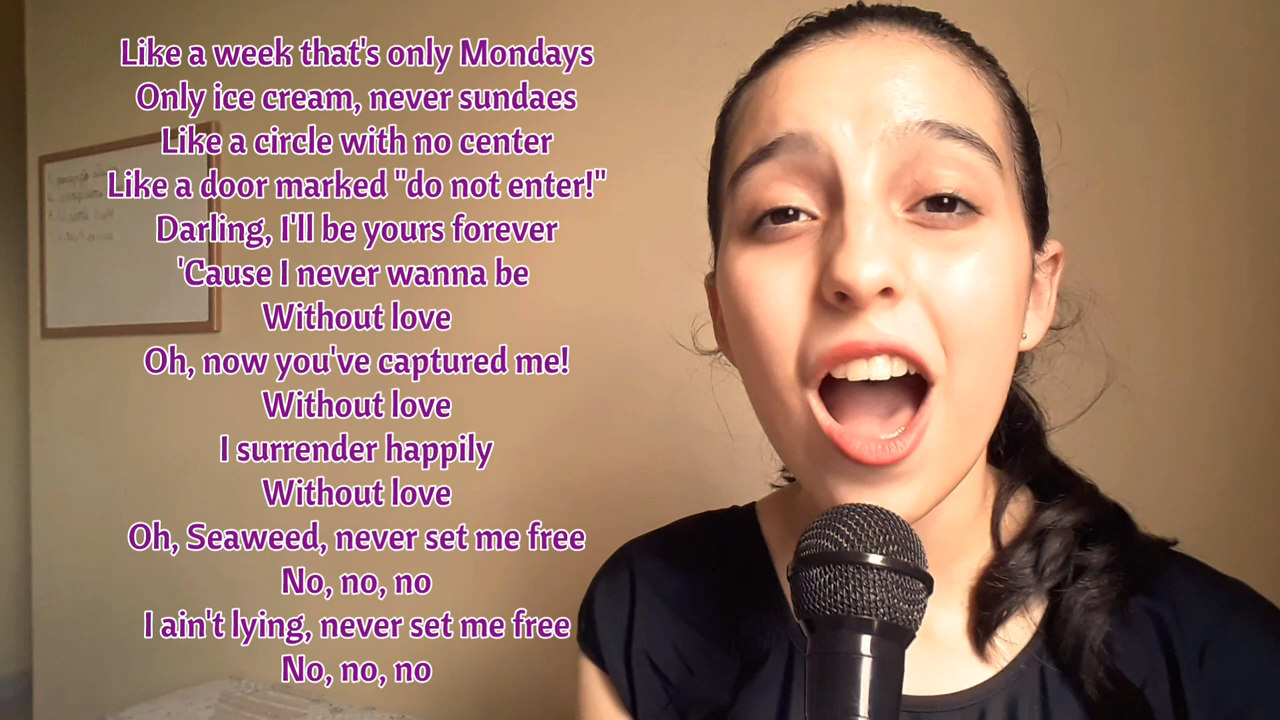 Like a week that's only Mondays
Only ice cream, never sundaes
Like a circle with no center
Like a door marked "do not enter!"
Darling, I'll be yours forever
'Cause I never wanna be
Without love
Oh, now you've captured me!
Without love
I surrender happily
Without love
Oh, Seaweed, never set me free
No, no, no
I ain't lying, never set me free
No, no, no